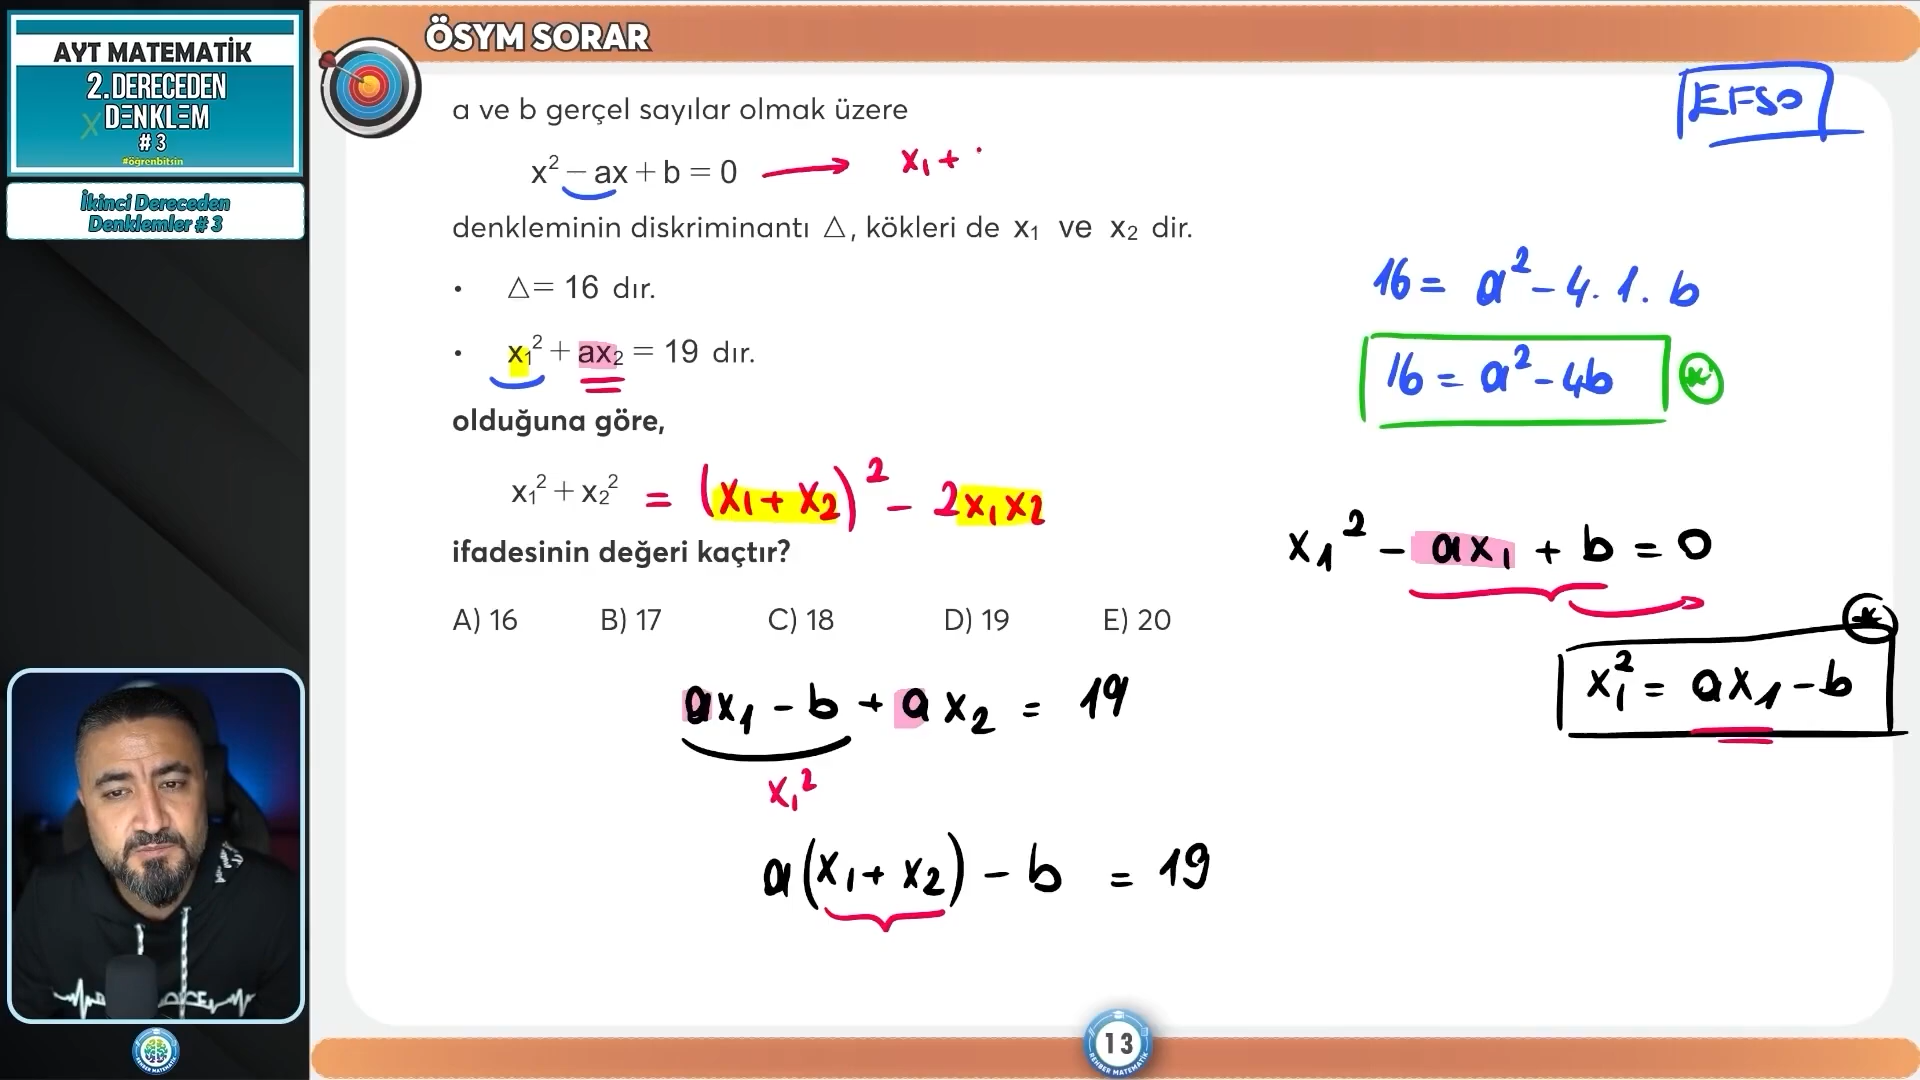 AYT MATEMATİK
2. DERECEDEN
DENKLEM
# 3
#öğrenbitsin
İkinci Dereceden
Denklemler # 3
ÖSYM SORAR
EFSO
a ve b gerçel sayılar olmak üzere
x² − ax + b = 0 → x₁ +
denkleminin diskriminantı △, kökleri de x₁ ve x₂ dir.
• △ = 16 dır.
• x₁² + ax₂ = 19 dır.
olduğuna göre,
x₁² + x₂² = (x₁ + x₂)² − 2x₁x₂
ifadesinin değeri kaçtır?
A) 16 B) 17 C) 18 D) 19 E) 20
ax₁ − b + ax₂ = 19
x₁²
a(x₁ + x₂) − b = 19
16 = a² − 4 . 1 . b
16 = a² − 4b
x₁² − ax₁ + b = 0
x₁² = ax₁ − b
13
REHBER MATEMATİK